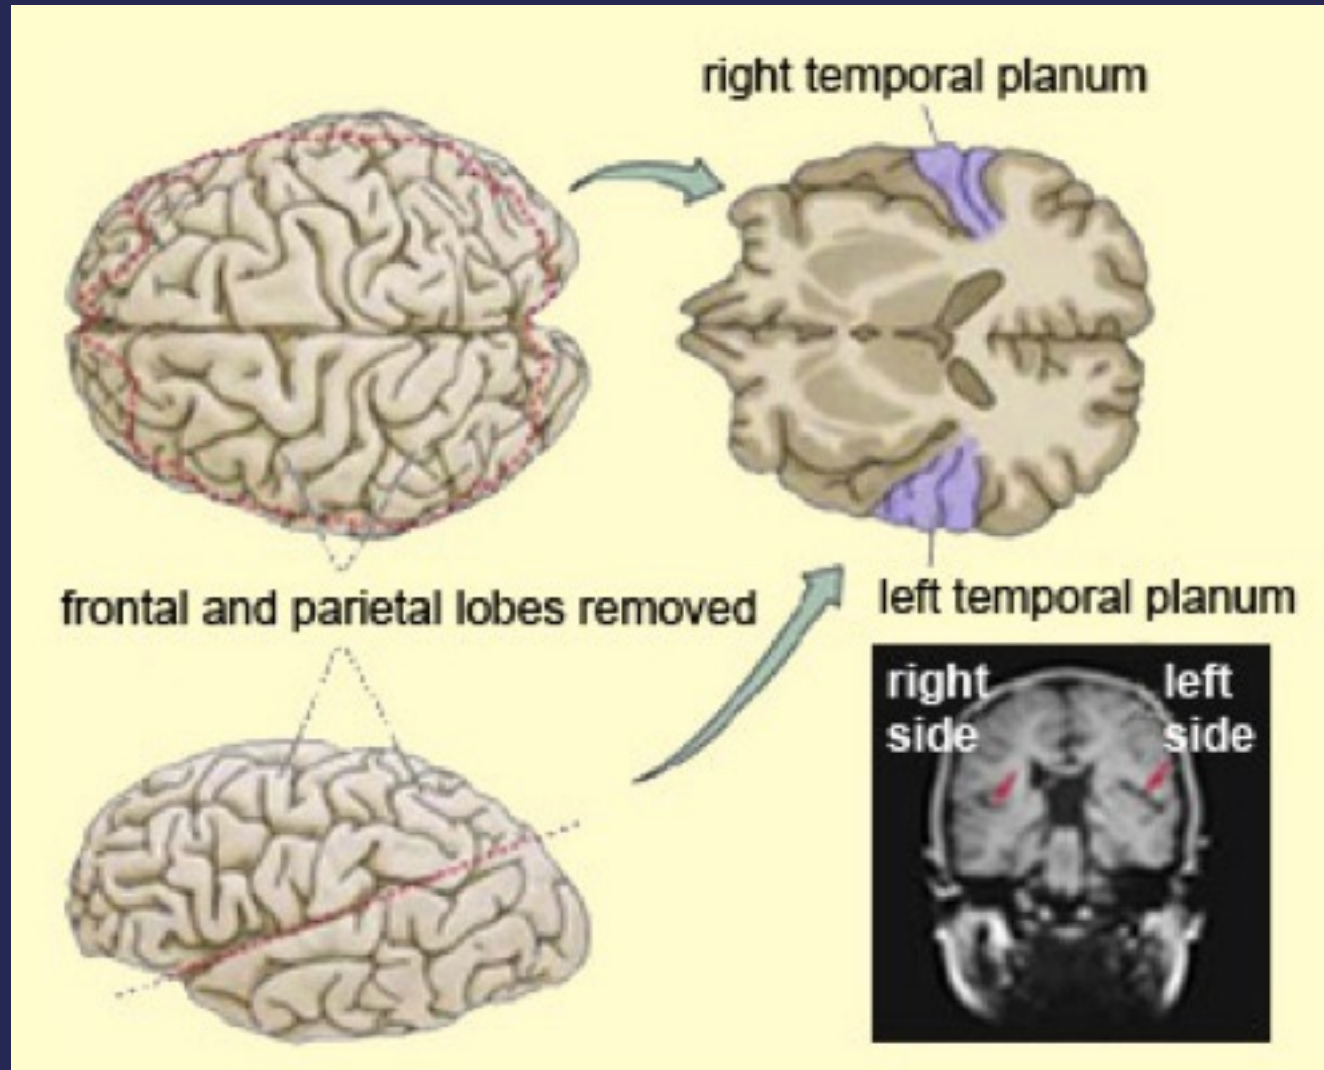 right temporal planum
frontal and parietal lobes removed
left temporal planum
right
side
left
side